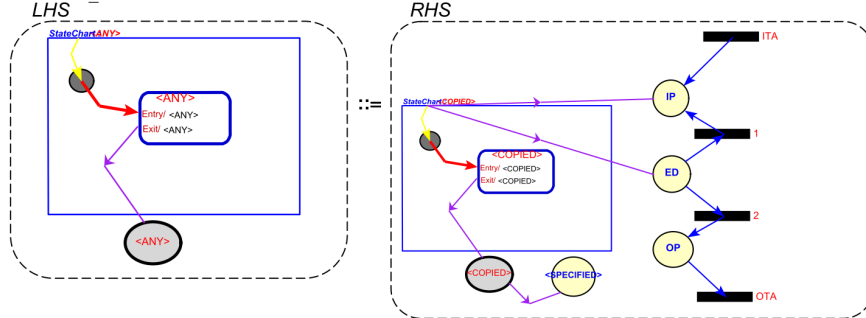 LHS
StateChart<ANY>
<ANY>
Entry/ <ANY>
Exit/ <ANY>
<ANY>
::=
RHS
StateChart<COPIED>
<COPIED>
Entry/ <COPIED>
Exit/ <COPIED>
<COPIED>
<SPECIFIED>
ITA
IP
1
ED
2
OP
OTA